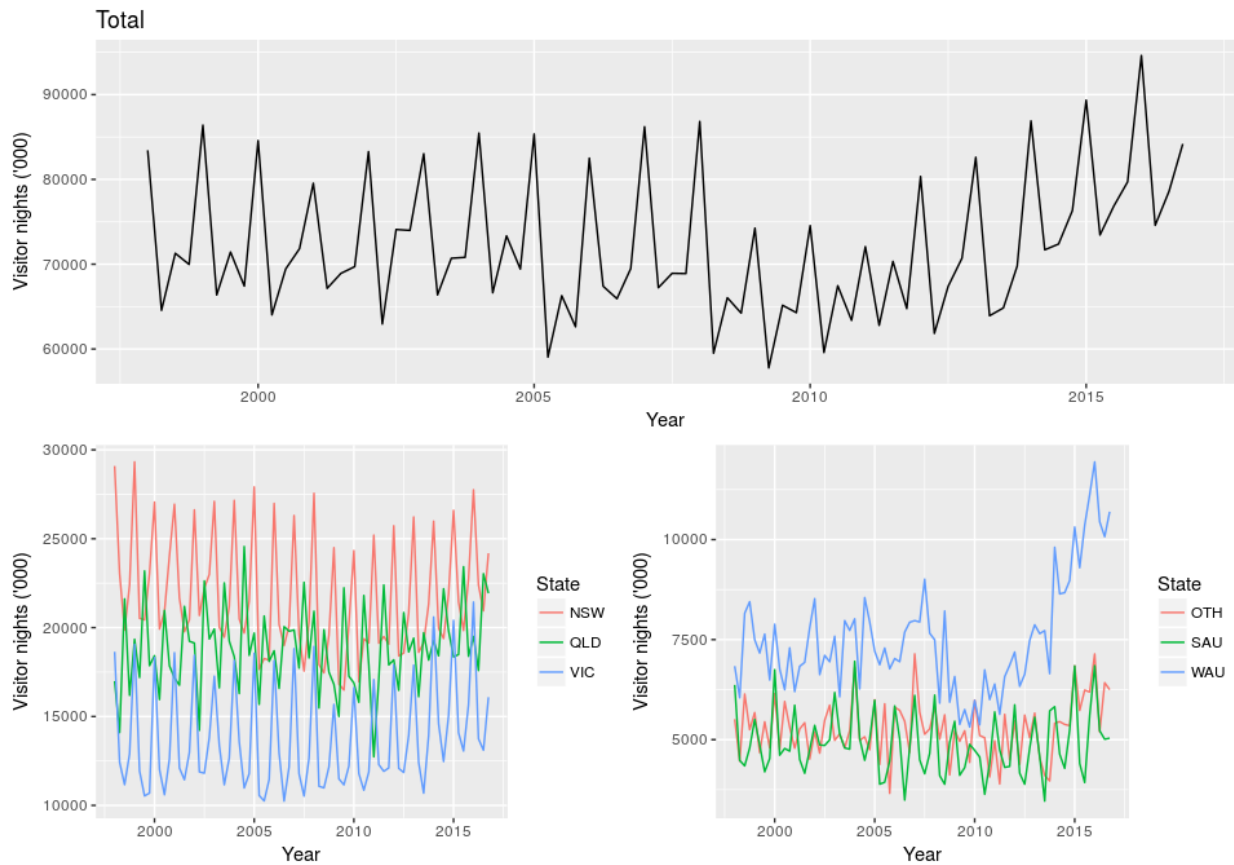 Total
Visitor nights ('000)
90000
80000
70000
60000
2000 2005 2010 2015
Year
Visitor nights ('000)
30000
25000
20000
15000
10000
2000 2005 2010 2015
Year
State
NSW
QLD
VIC
Visitor nights ('000)
10000
7500
5000
2000 2005 2010 2015
Year
State
OTH
SAU
WAU